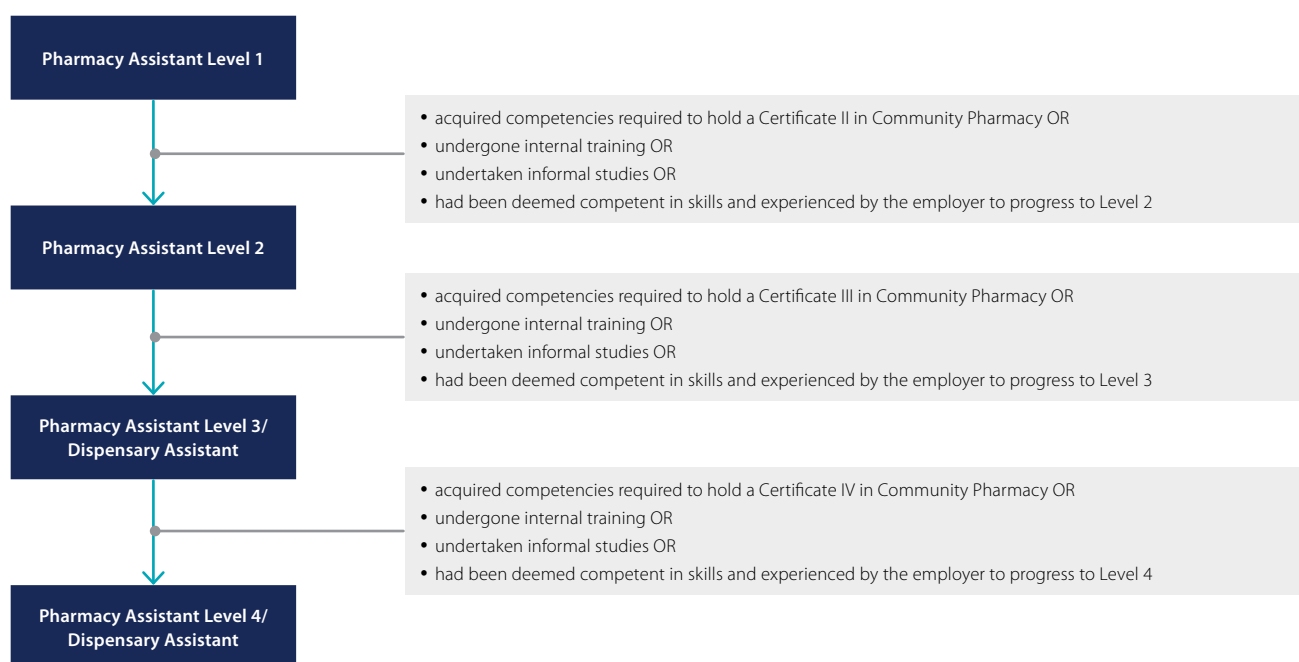 Pharmacy Assistant Level 1
• acquired competencies required to hold a Certificate II in Community Pharmacy OR
• undergone internal training OR
• undertaken informal studies OR
• had been deemed competent in skills and experienced by the employer to progress to Level 2
Pharmacy Assistant Level 2
• acquired competencies required to hold a Certificate III in Community Pharmacy OR
• undergone internal training OR
• undertaken informal studies OR
• had been deemed competent in skills and experienced by the employer to progress to Level 3
Pharmacy Assistant Level 3/
Dispensary Assistant
• acquired competencies required to hold a Certificate IV in Community Pharmacy OR
• undergone internal training OR
• undertaken informal studies OR
• had been deemed competent in skills and experienced by the employer to progress to Level 4
Pharmacy Assistant Level 4/
Dispensary Assistant